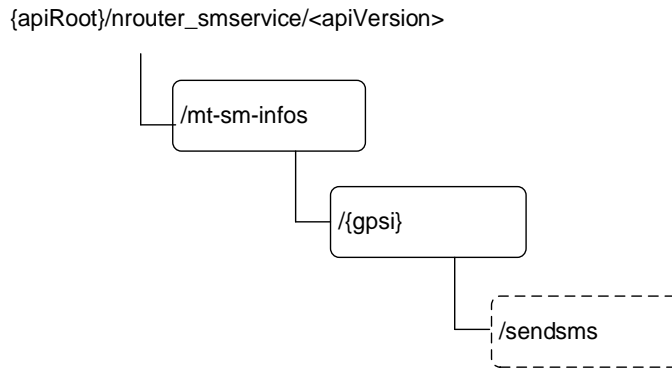 {apiRoot}/nrouter_smservice/<apiVersion>
/mt-sm-infos
/{gpsi}
/sendsms